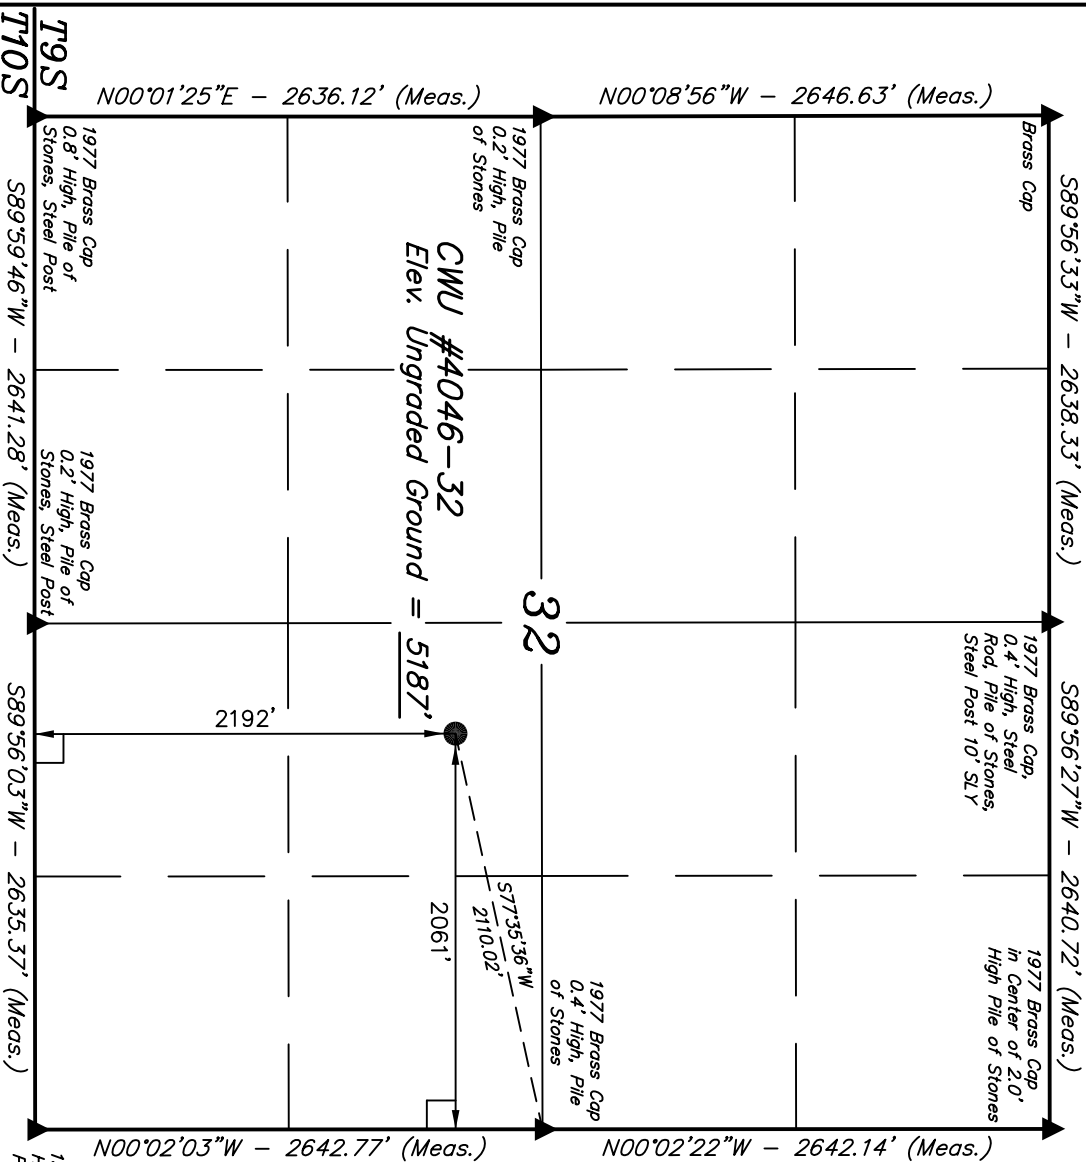 T9S
T10S
S89°56'33"W - 2638.33' (Meas.)
S89°56'27"W - 2640.72' (Meas.)
N00°01'25"E - 2636.12' (Meas.)
N00°08'56"W - 2646.63' (Meas.)
Brass Cap
1977 Brass Cap,
0.4' High, Steel
Rod, Pile of Stones,
Steel Post 10' SLY
1977 Brass Cap
in Center of 2.0'
High Pile of Stones
1977 Brass Cap
0.2' High, Pile
of Stones
32
1977 Brass Cap
0.4' High, Pile
of Stones
CWU #4046-32
Elev. Ungraded Ground = 5187'
S77°35'36"W
2110.02'
2061'
2192'
1977 Brass Cap
0.8' High, Pile of
Stones, Steel Post
1977 Brass Cap
0.2' High, Pile of
Stones, Steel Post
S89°59'46"W - 2641.28' (Meas.)
S89°56'03"W - 2635.37' (Meas.)
N00°02'03"W - 2642.77' (Meas.)
N00°02'22"W - 2642.14' (Meas.)